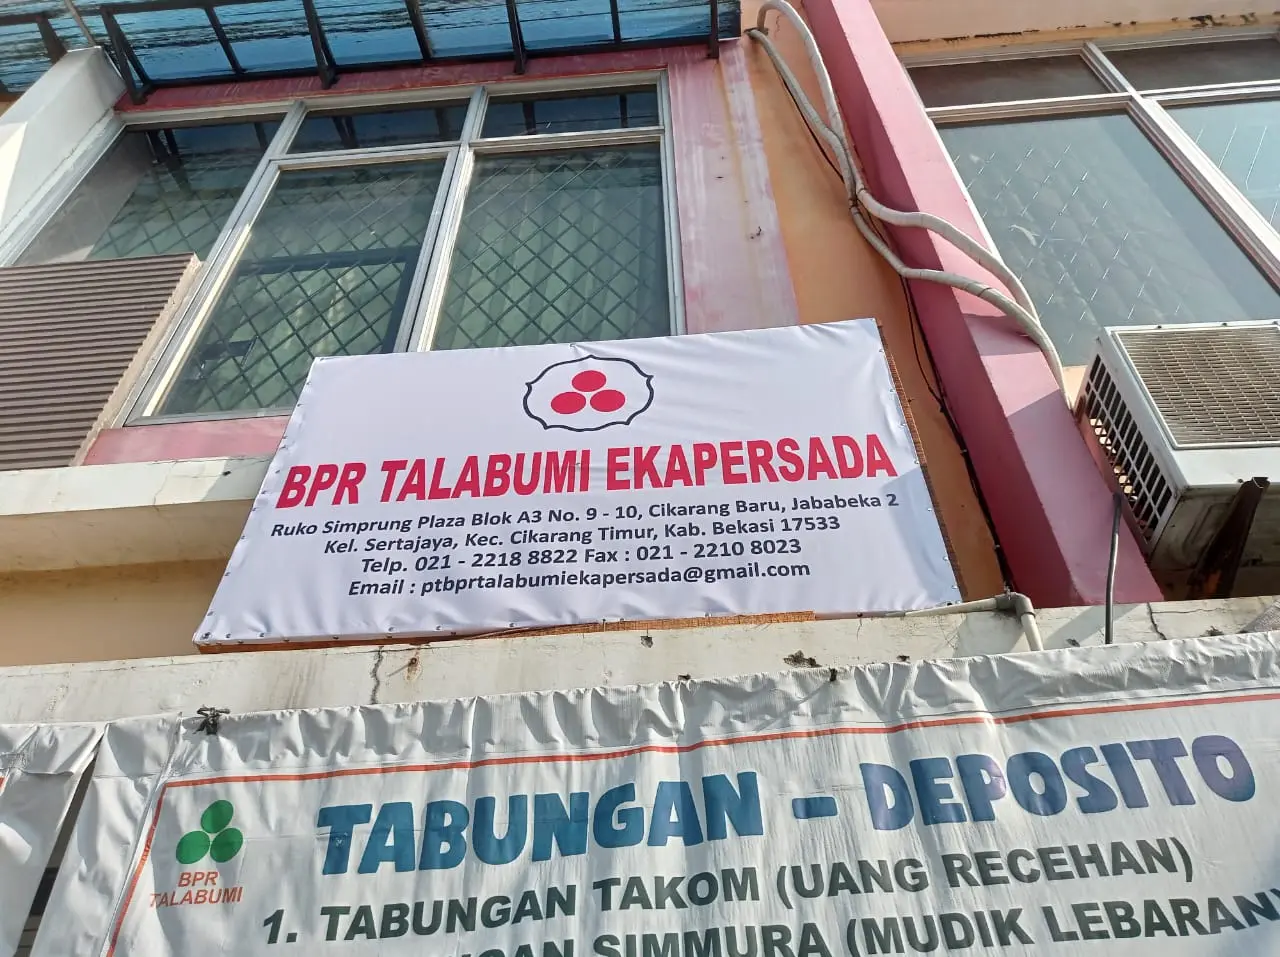 BPR TALABUMI EKAPERSADA
Ruko Simprung Plaza Blok A3 No. 9 - 10, Cikarang Baru, Jababeka 2
Kel. Sertajaya, Kec. Cikarang Timur, Kab. Bekasi 17533
Telp. 021 - 2218 8822 Fax : 021 - 2210 8023
Email : ptbprtalabumiekapersada@gmail.com
TABUNGAN - DEPOSITO
BPR
TALABUMI
1. TABUNGAN TAKOM (UANG RECEHAN)
SIMMURA (MUDIK LEBARAN)